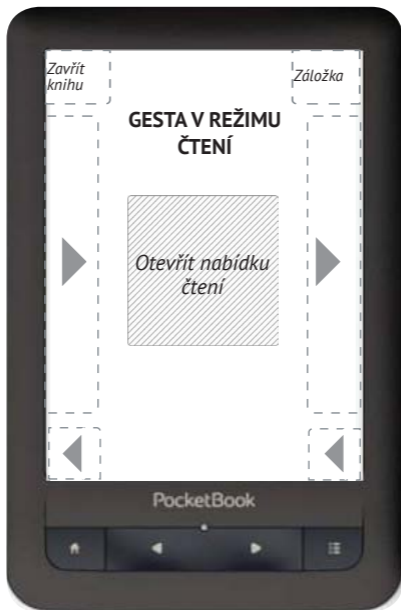 Zavřít
knihu
Záložka
GESTA V REŽIMU
ČTENÍ
Otevřít nabídku
čtení
PocketBook